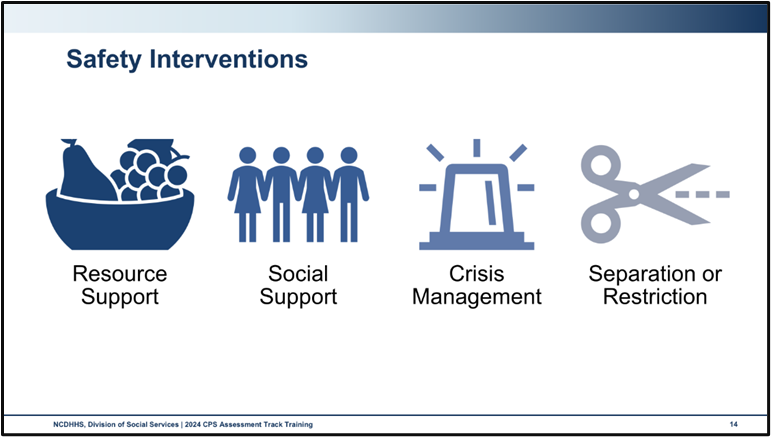 Safety Interventions
Resource
Support
Social
Support
Crisis
Management
Separation or
Restriction
NCDHHS, Division of Social Services | 2024 CPS Assessment Track Training
14